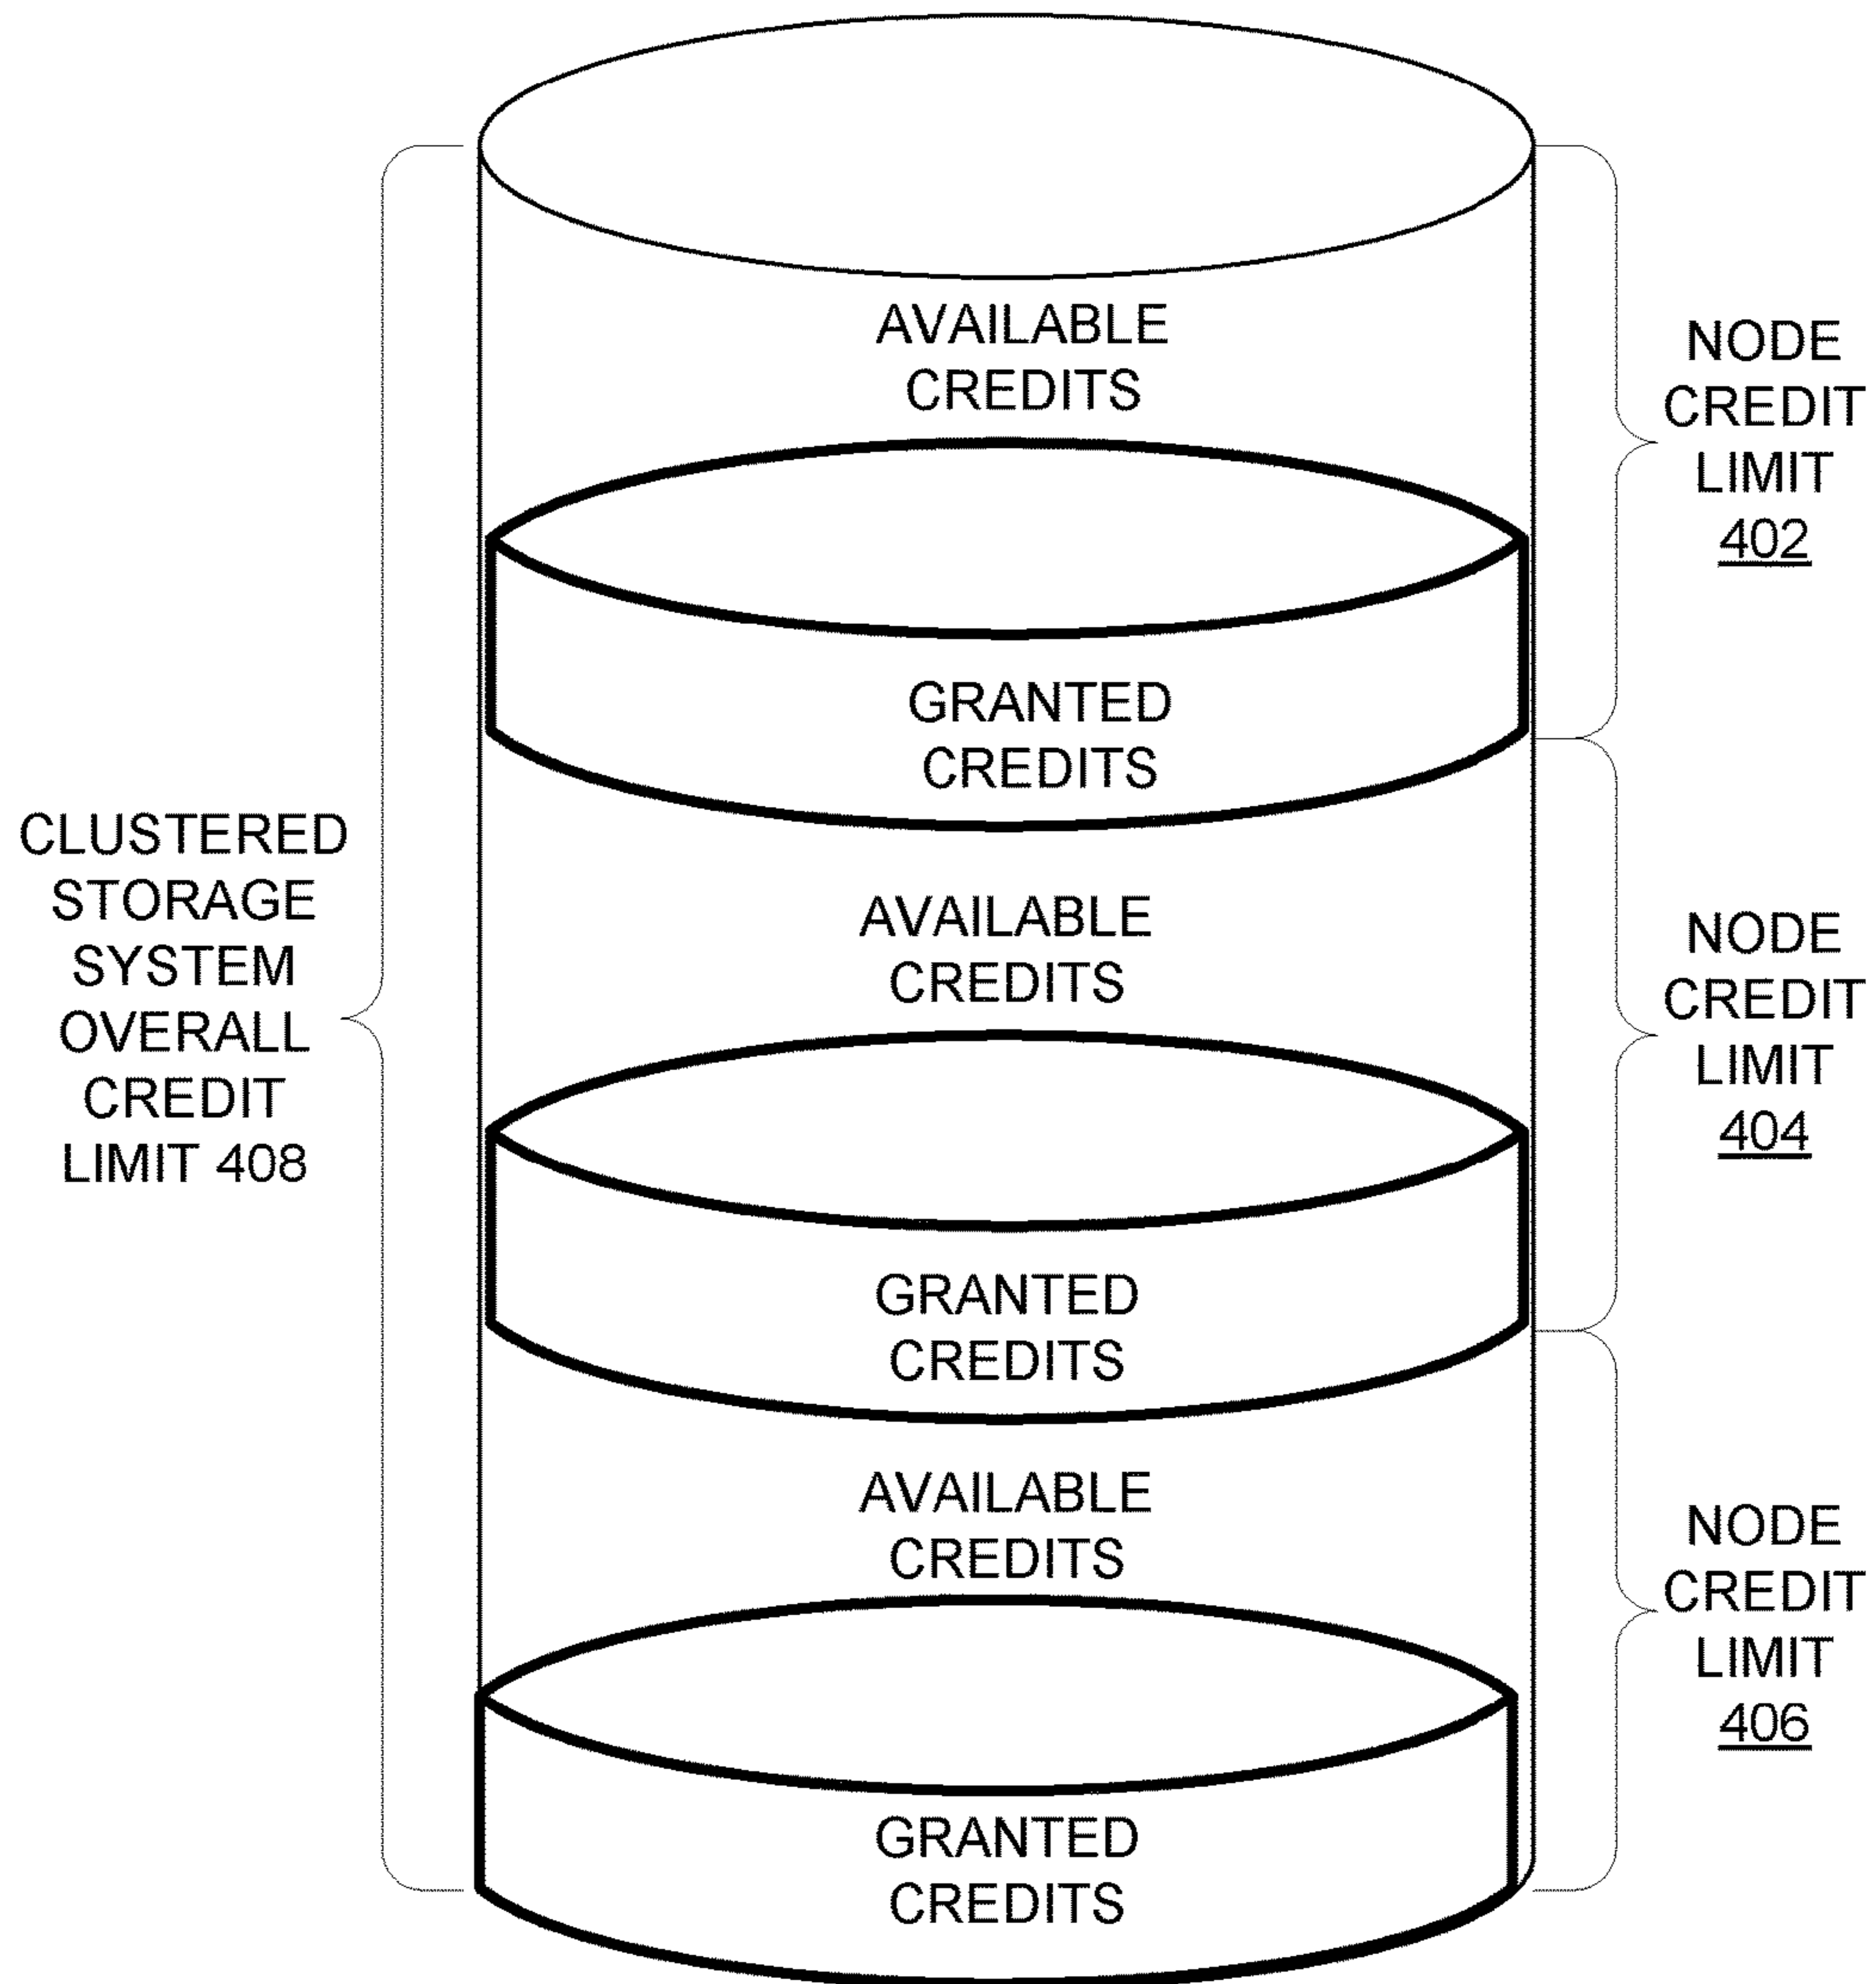 AVAILABLE
CREDITS
NODE
CREDIT
LIMIT
402
GRANTED
CREDITS
CLUSTERED
STORAGE
SYSTEM
OVERALL
CREDIT
LIMIT 408
AVAILABLE
CREDITS
NODE
CREDIT
LIMIT
404
GRANTED
CREDITS
AVAILABLE
CREDITS
NODE
CREDIT
LIMIT
406
GRANTED
CREDITS